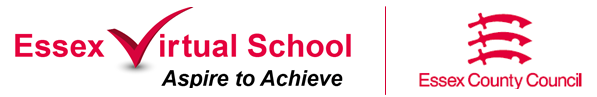 Essex Virtual School
Aspire to Achieve
Essex County Council